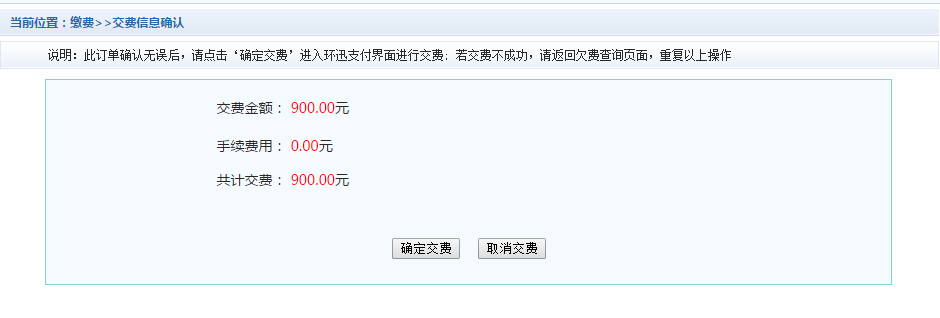 当前位置：缴费>>交费信息确认
说明：此订单确认无误后，请点击‘确定交费’进入环迅支付界面进行交费; 若交费不成功，请返回欠费查询页面，重复以上操作
交费金额： 900.00元
手续费用： 0.00元
共计交费： 900.00元
确定交费 取消交费